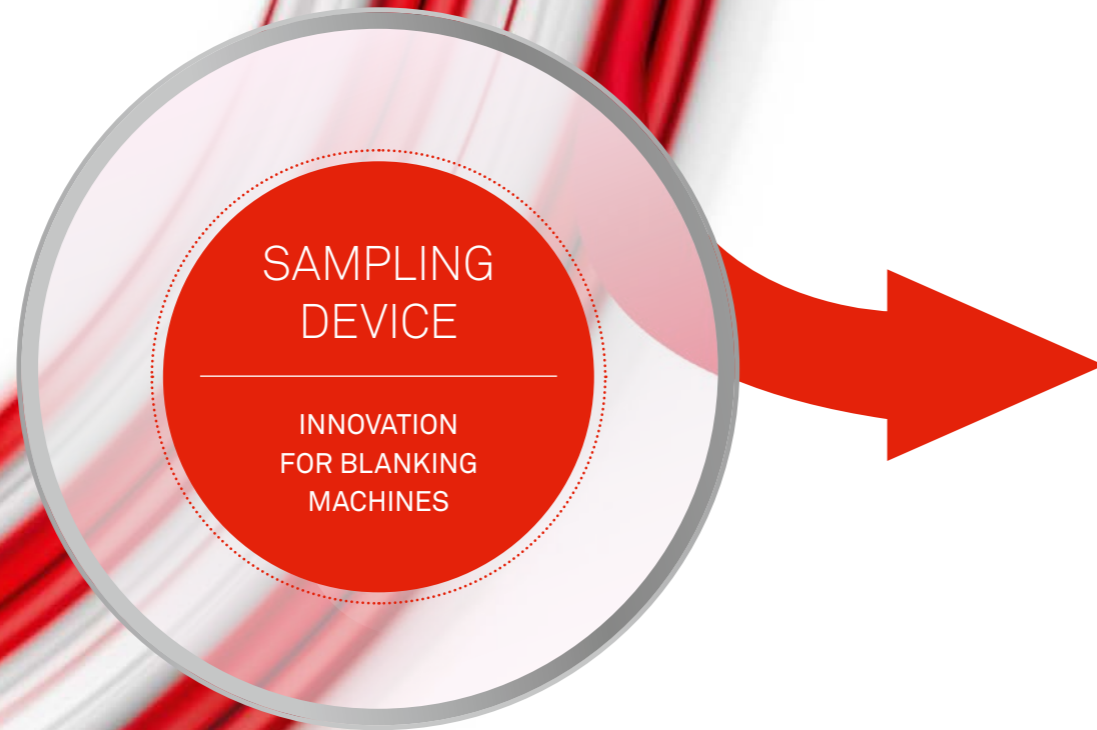 SAMPLING
DEVICE
INNOVATION
FOR BLANKING
MACHINES